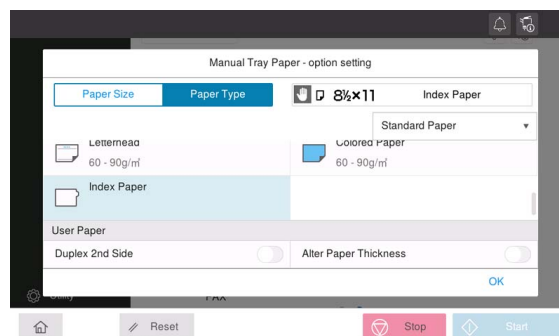 Manual Tray Paper - option setting
Paper Size
Paper Type
8½×11
Index Paper
Standard Paper
Letterhead
60 - 90g/㎡
Colored Paper
60 - 90g/㎡
Index Paper
User Paper
Duplex 2nd Side
Alter Paper Thickness
OK
Utility
FAX
Reset
Stop
Start